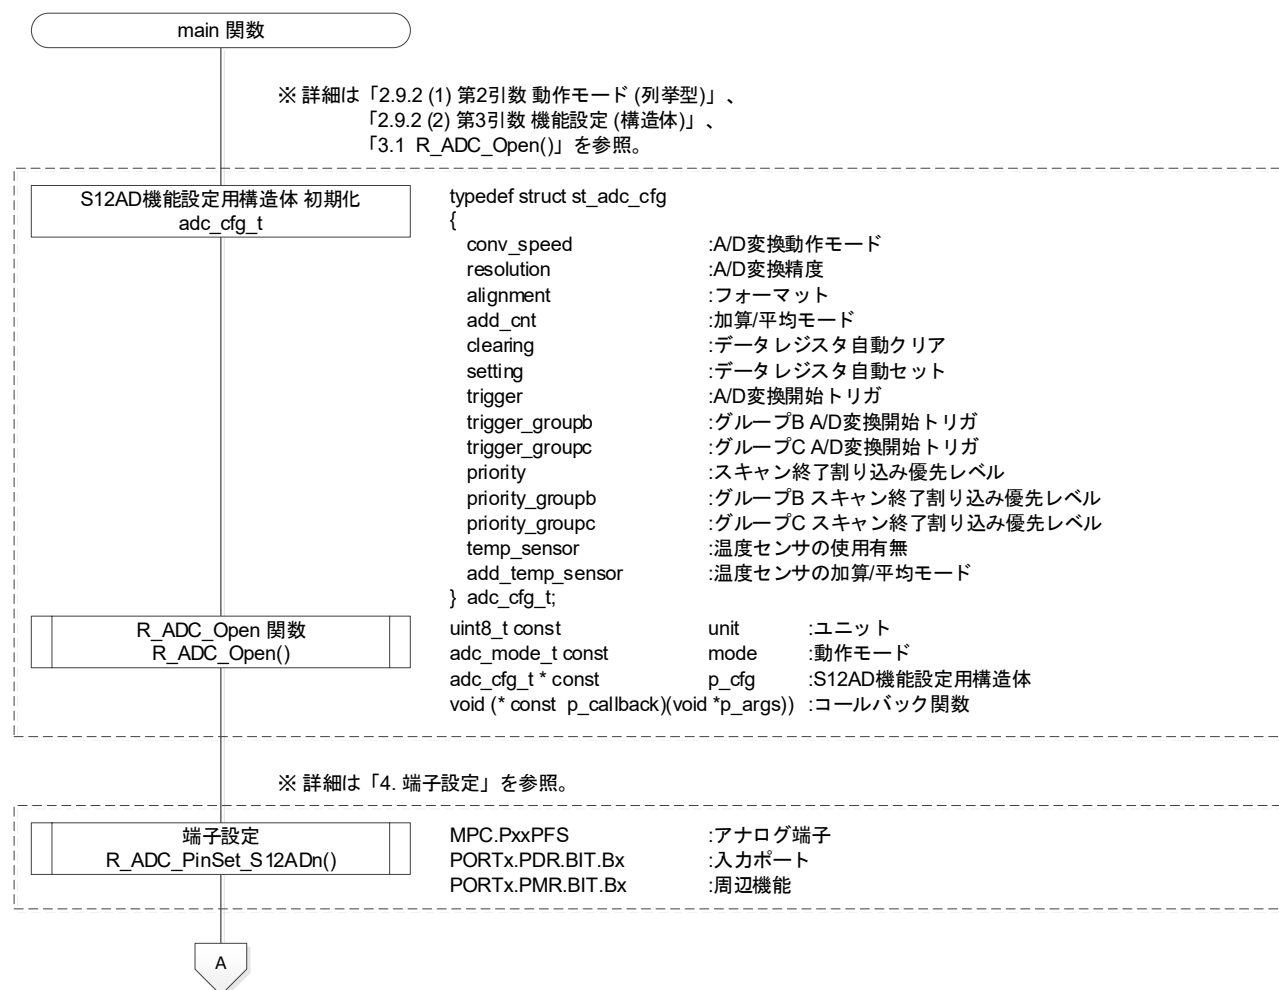 main 関数
※ 詳細は「2.9.2 (1) 第2引数 動作モード (列挙型)」、
「2.9.2 (2) 第3引数 機能設定 (構造体)」、
「3.1 R_ADC_Open()」を参照。
S12AD機能設定用構造体 初期化
adc_cfg_t
typedef struct st_adc_cfg
{
conv_speed :A/D変換動作モード
resolution :A/D変換精度
alignment :フォーマット
add_cnt :加算/平均モード
clearing :データレジスタ自動クリア
setting :データレジスタ自動セット
trigger :A/D変換開始トリガ
trigger_groupb :グループB A/D変換開始トリガ
trigger_groupc :グループC A/D変換開始トリガ
priority :スキャン終了割り込み優先レベル
priority_groupb :グループB スキャン終了割り込み優先レベル
priority_groupc :グループC スキャン終了割り込み優先レベル
temp_sensor :温度センサの使用有無
add_temp_sensor :温度センサの加算/平均モード
} adc_cfg_t;
R_ADC_Open 関数
R_ADC_Open()
uint8_t const unit :ユニット
adc_mode_t const mode :動作モード
adc_cfg_t * const p_cfg :S12AD機能設定用構造体
void (* const p_callback)(void *p_args)) :コールバック関数
※ 詳細は「4. 端子設定」を参照。
端子設定
R_ADC_PinSet_S12ADn()
MPC.PxxPFS :アナログ端子
PORTx.PDR.BIT.Bx :入力ポート
PORTx.PMR.BIT.Bx :周辺機能
A